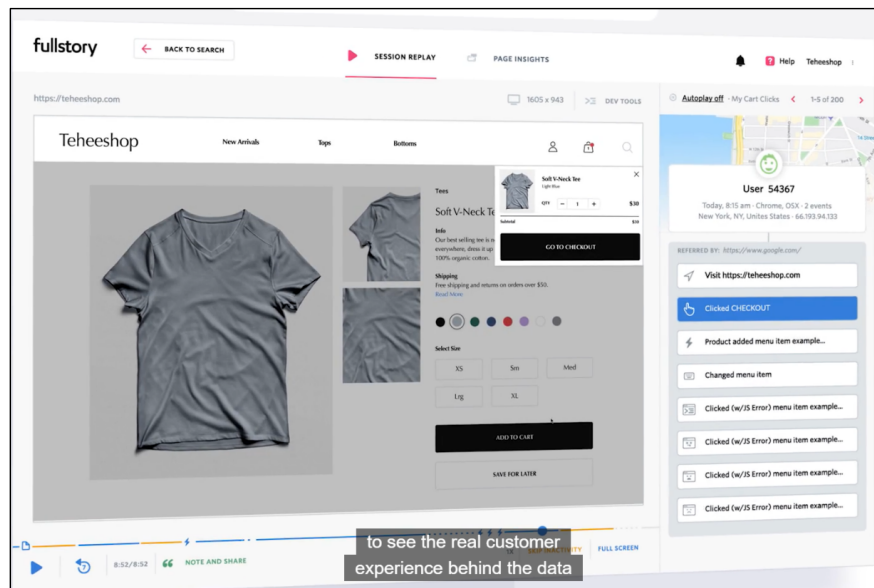 fullstory
BACK TO SEARCH
SESSION REPLAY
PAGE INSIGHTS
Help
Teheeshop
https://teheeshop.com
1605 x 943
DEV TOOLS
Autoplay off - My Cart Clicks
1-5 of 200
Teheeshop
New Arrivals
Tops
Bottoms
Soft V-Neck Tee
Light Blue
QTY
1
$30
Subtotal
$30
GO TO CHECKOUT
Tees
Soft V-Neck Te
Info
Our best selling tee is n
everywhere, dress it up
100% organic cotton.
Shipping
Free shipping and returns on orders over $50.
Read More
Select Size
XS
Sm
Med
Lrg
XL
ADD TO CART
SAVE FOR LATER
User 54367
Today, 8:15 am - Chrome, OSX - 2 events
New York, NY, Unites States - 66.193.94.133
REFERRED BY: https://www.google.com/
Visit https://teheeshop.com
Clicked CHECKOUT
Product added menu item example...
Changed menu item
Clicked (w/JS Error) menu item example...
Clicked (w/JS Error) menu item example...
Clicked (w/JS Error) menu item example...
Clicked (w/JS Error) menu item example...
7
8:52/8:52
NOTE AND SHARE
1X
SKIP INACTIVITY
FULL SCREEN
to see the real customer
experience behind the data